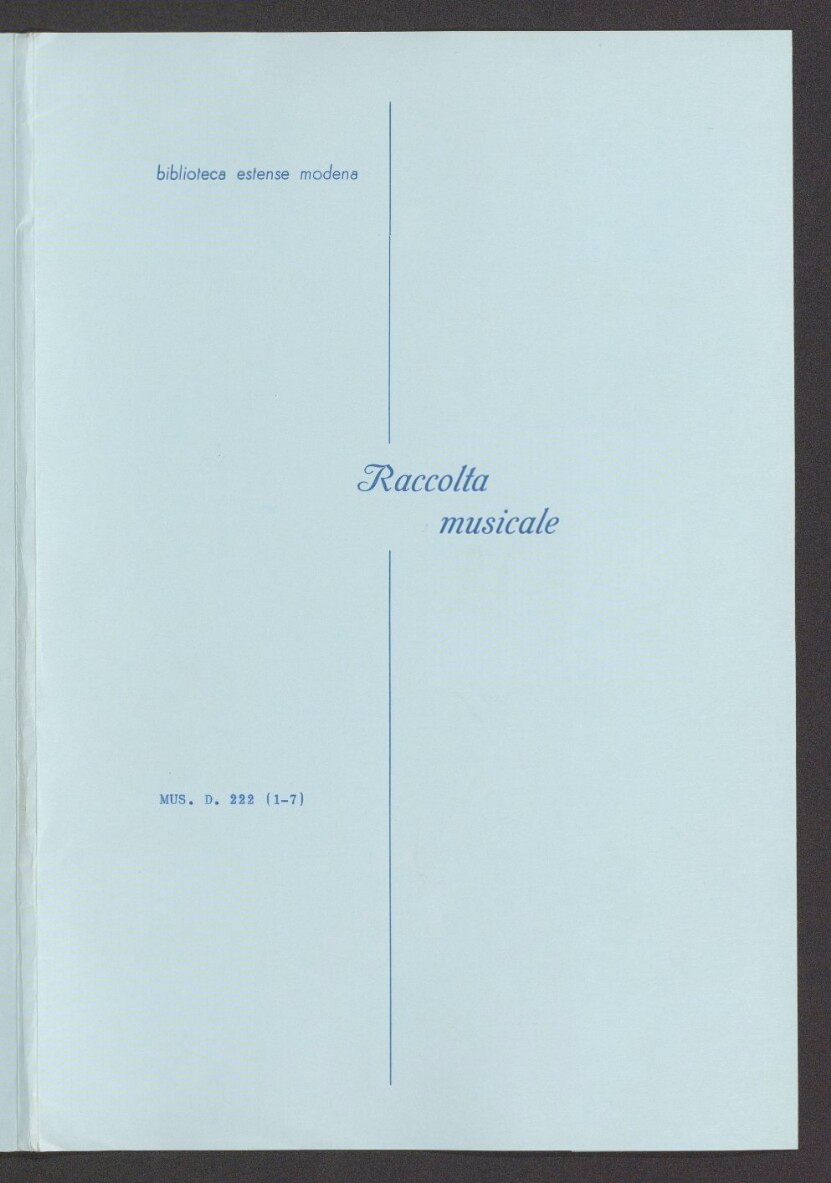 biblioteca estense modena
Raccolta
musicale
MUS. D. 222 (1-7)